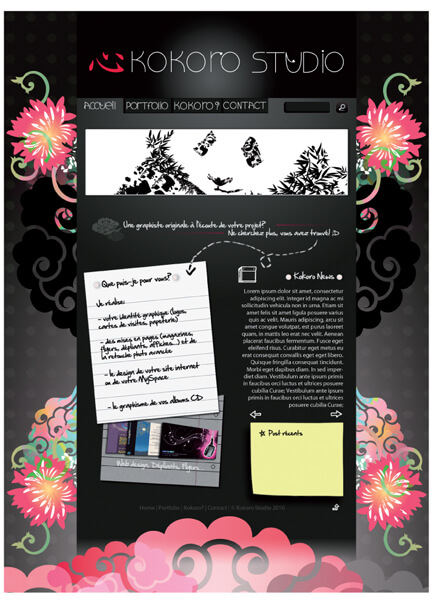 心 KOKORO STUDIO
Accueil Portfolio Kokoro? Contact
Une graphiste originale à l'écoute de votre projet?
Ne cherchez plus, vous avez trouvé! :D
Que puis-je pour vous?
Je réalise:
- votre identité graphique (logos,
cartes de visites, papeterie)
- des mises en pages (magazines,
flyers, dépliants, affiches...) et de
la retouche photo avancée
- le design de votre site internet
ou de votre MySpace
- le graphisme de vos albums CD
Web design, Dépliants, Flyers
Kokoro News
Lorem ipsum dolor sit amet, consectetur
adipiscing elit. Integer id magna ac mi
sollicitudin vehicula non in urna. Etiam sit
amet felis sit amet ligula posuere varius
quis ac velit. Mauris adipiscing, arcu sit
amet congue volutpat, est purus laoreet
quam, in mattis leo erat nec velit. Aenean
placerat faucibus fermentum. Fusce eget
eleifend risus. Curabitur eget metus eu
erat consequat convallis eget eget libero.
Quisque fringilla consequat tincidunt.
Morbi eget dapibus diam. In sed imper-
diet diam. Vestibulum ante ipsum primis
in faucibus orci luctus et ultrices posuere
cubilia Curae; Vestibulum ante ipsum
primis in faucibus orci luctus et ultrices
posuere cubilia Curae;
Post récents
Home | Portfolio | Kokoro? | Contact | © Kokoro Studio 2010